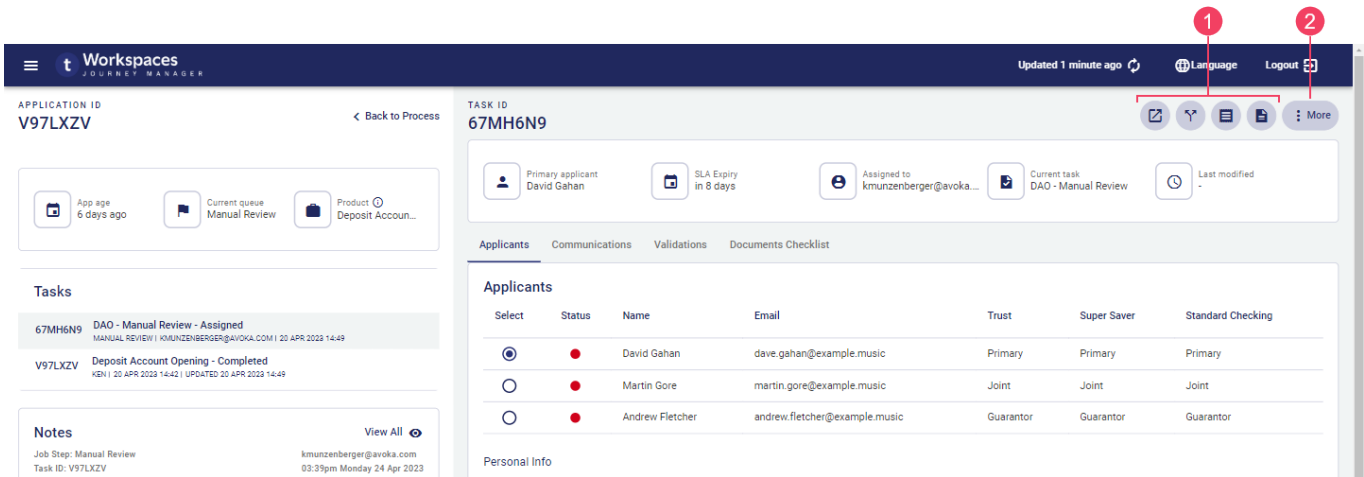 1 2
t Workspaces Updated 1 minute ago Language Logout
JOURNEY MANAGER
APPLICATION ID
V97LXZV < Back to Process
TASK ID
67MH6N9 More
App age
6 days ago
Current queue
Manual Review
Product
Deposit Accoun...
Primary applicant
David Gahan
SLA Expiry
in 8 days
Assigned to
kmunzenberger@avoka...
Current task
DAO - Manual Review
Last modified
-
Tasks
67MH6N9 DAO - Manual Review - Assigned
MANUAL REVIEW | KMUNZENBERGER@AVOKA.COM | 20 APR 2023 14:49
V97LXZV Deposit Account Opening - Completed
KEN | 20 APR 2023 14:42 | UPDATED 20 APR 2023 14:49
Notes View All
Job Step: Manual Review kmunzenberger@avoka.com
Task ID: V97LXZV 03:39pm Monday 24 Apr 2023
Applicants Communications Validations Documents Checklist
Applicants
Select Status Name Email Trust Super Saver Standard Checking
David Gahan dave.gahan@example.music Primary Primary Primary
Martin Gore martin.gore@example.music Joint Joint Joint
Andrew Fletcher andrew.fletcher@example.music Guarantor Guarantor Guarantor
Personal Info